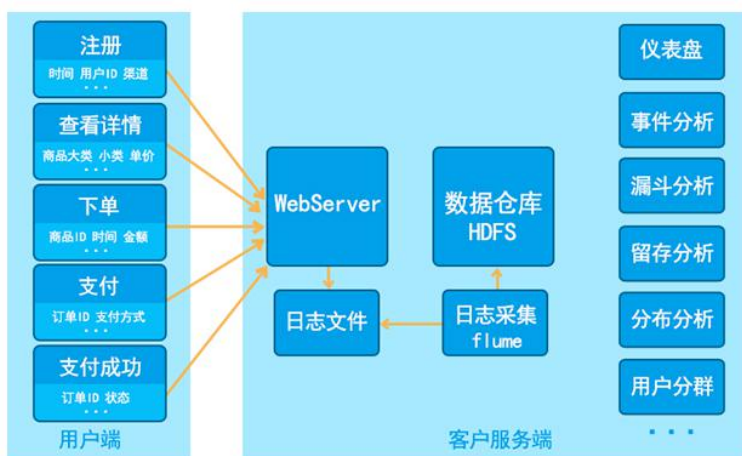 注册
时间 用户ID 渠道
...
查看详情
商品大类 小类 单价
...
下单
商品ID 时间 金额
...
支付
订单ID 支付方式
...
支付成功
订单ID 状态
...
用户端
WebServer
日志文件
数据仓库
HDFS
日志采集
flume
仪表盘
事件分析
漏斗分析
留存分析
分布分析
用户分群
...
客户服务端